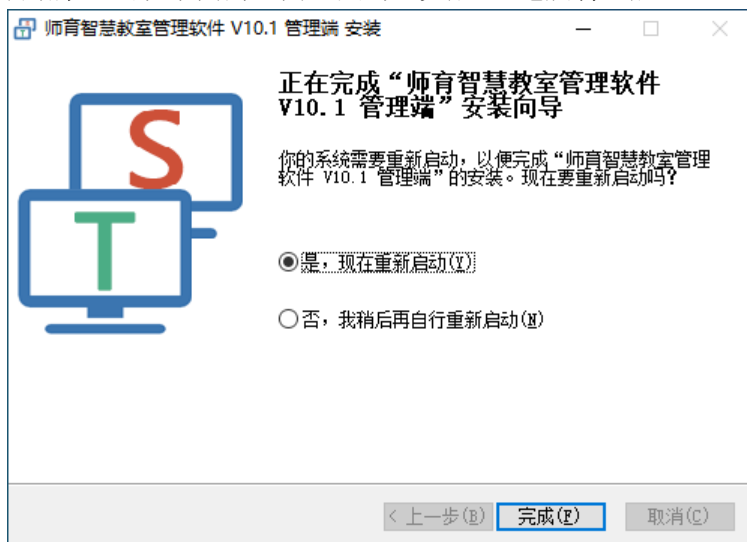 师育智慧教室管理软件 V10.1 管理端 安装
S
T
正在完成“师育智慧教室管理软件
V10.1 管理端”安装向导
你的系统需要重新启动，以便完成“师育智慧教室管理
软件 V10.1 管理端”的安装。现在要重新启动吗?
是，现在重新启动(Y)
否，我稍后再自行重新启动(N)
< 上一步(B) 完成(F) 取消(C)